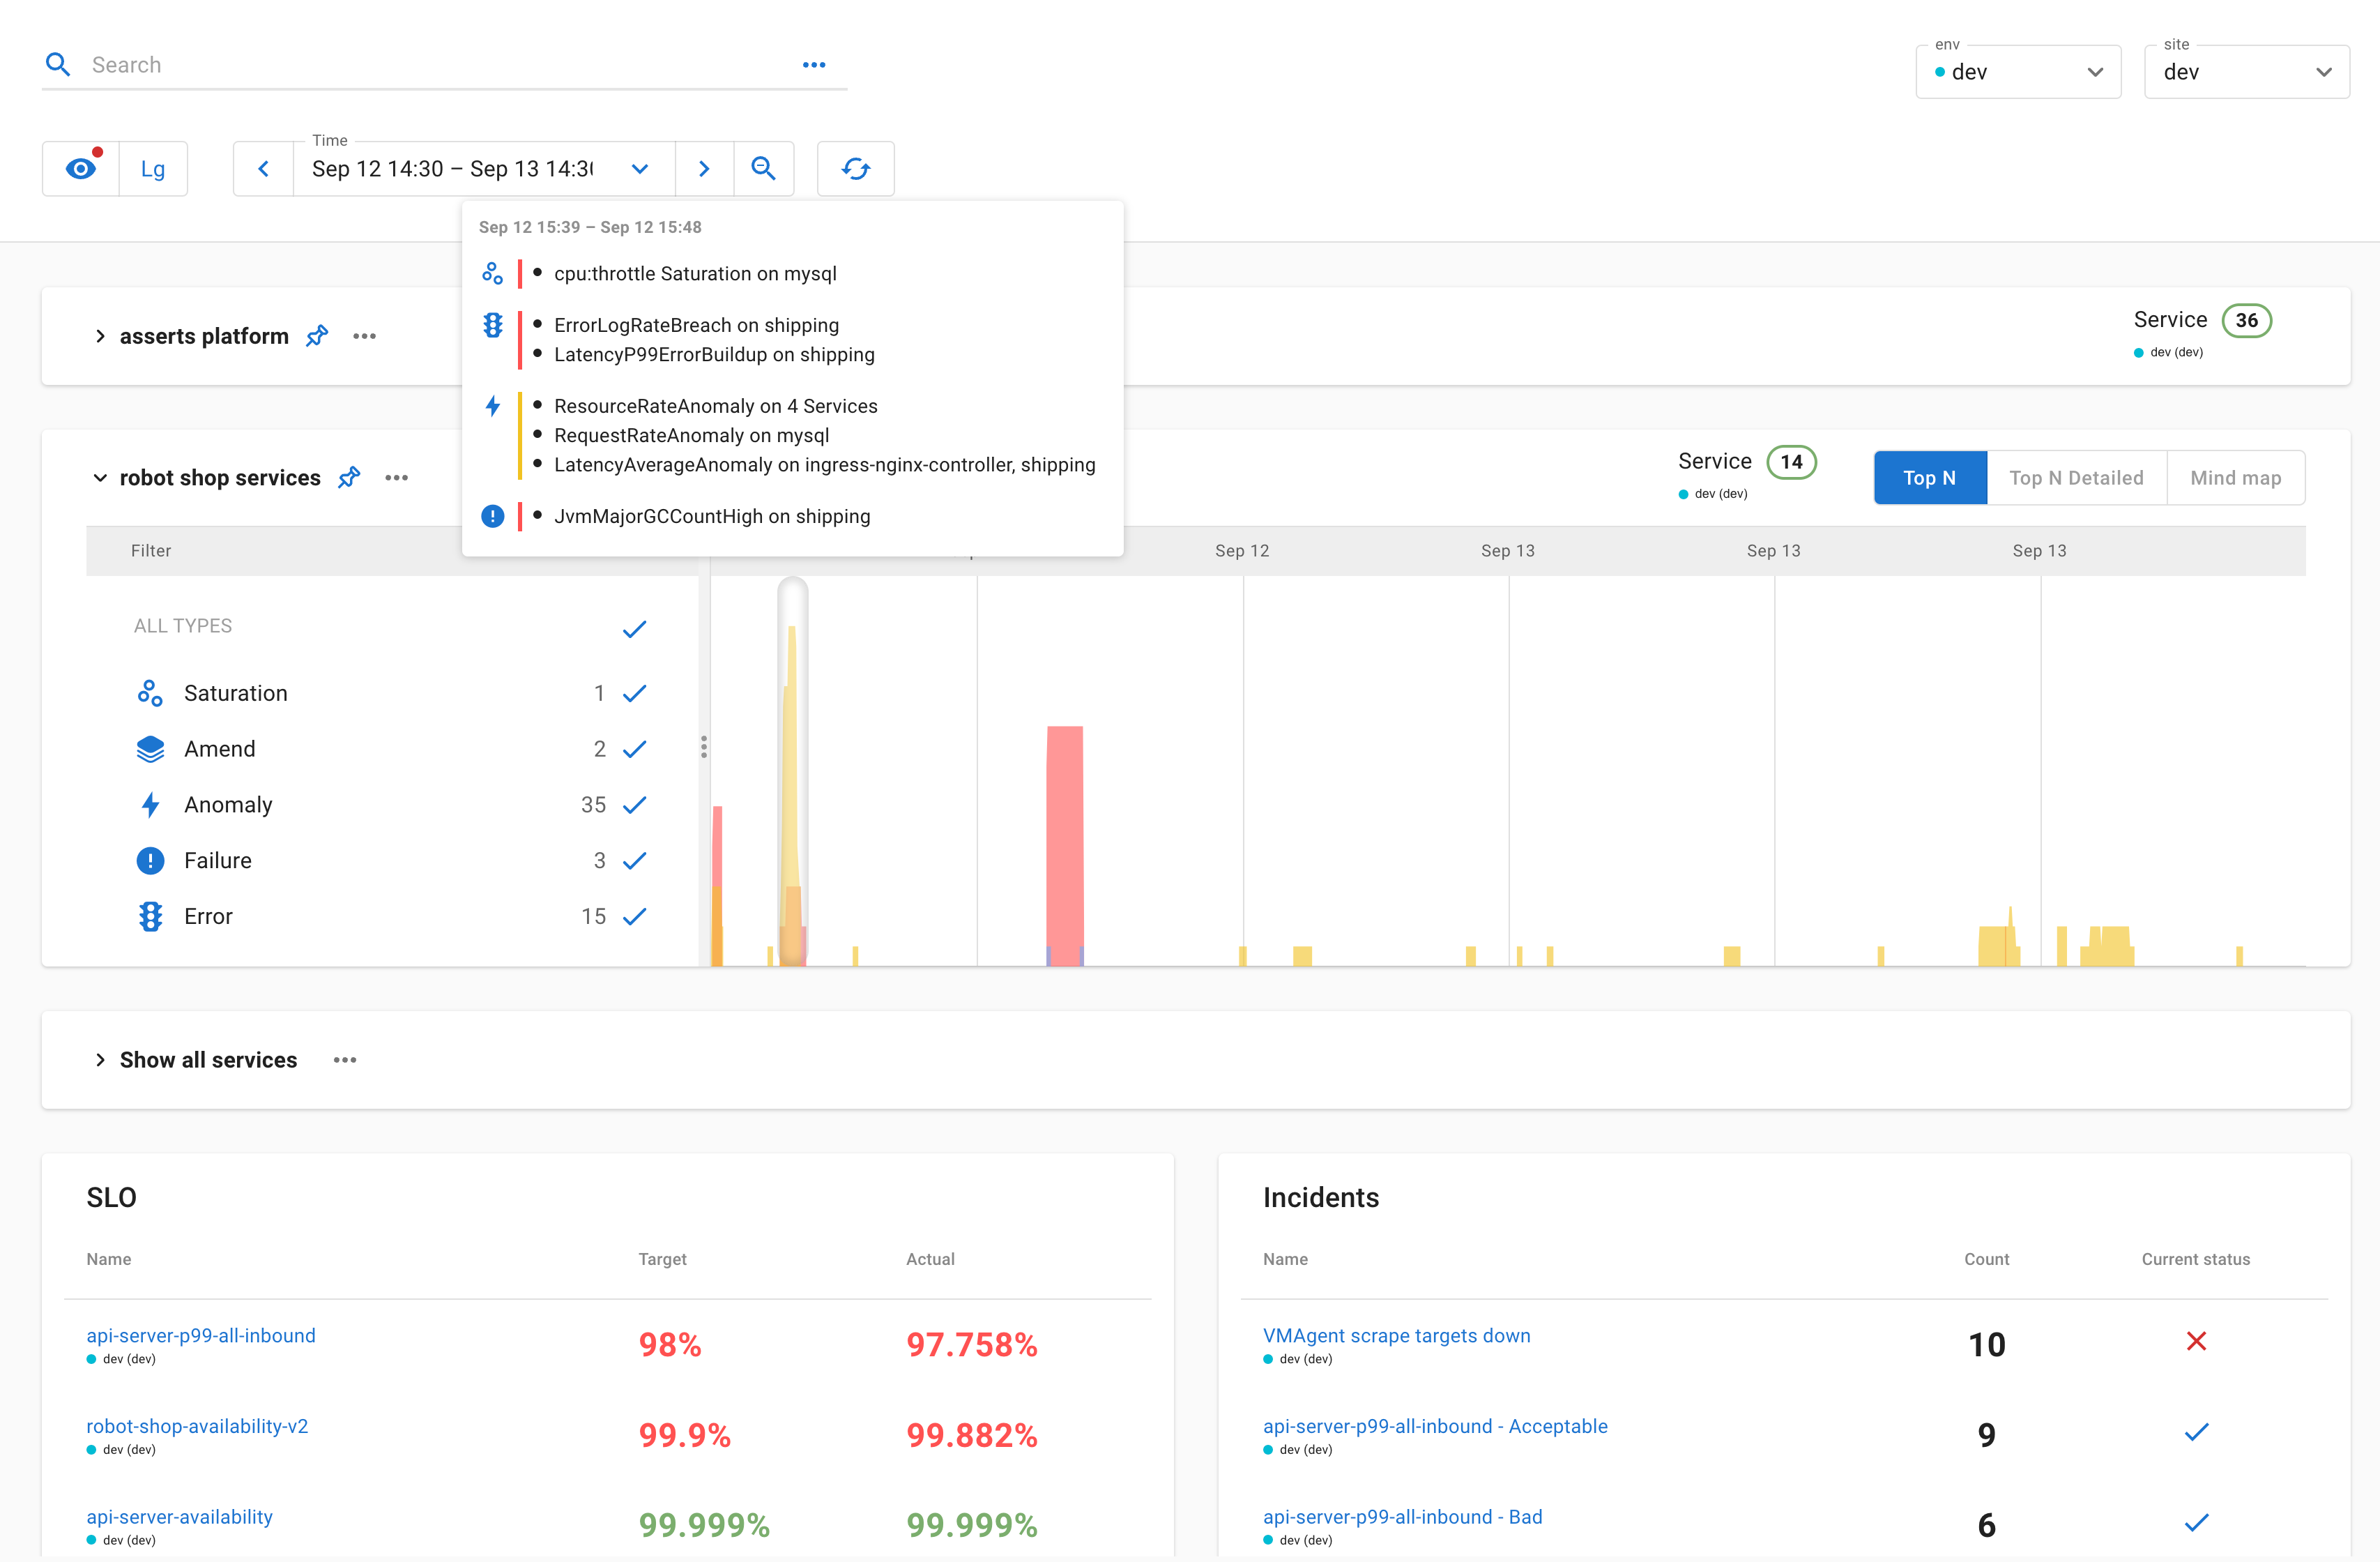 Search
env
dev
site
dev
Lg
Time
Sep 12 14:30 – Sep 13 14:30
Sep 12 15:39 – Sep 12 15:48
cpu:throttle Saturation on mysql
ErrorLogRateBreach on shipping
LatencyP99ErrorBuildup on shipping
ResourceRateAnomaly on 4 Services
RequestRateAnomaly on mysql
LatencyAverageAnomaly on ingress-nginx-controller, shipping
JvmMajorGCCountHigh on shipping
asserts platform
Service 36
dev (dev)
robot shop services
Service 14
dev (dev)
Top N
Top N Detailed
Mind map
Filter
Sep 12
Sep 13
Sep 13
Sep 13
ALL TYPES
Saturation 1
Amend 2
Anomaly 35
Failure 3
Error 15
Show all services
SLO
Name Target Actual
api-server-p99-all-inbound 98% 97.758%
dev (dev)
robot-shop-availability-v2 99.9% 99.882%
dev (dev)
api-server-availability 99.999% 99.999%
dev (dev)
Incidents
Name Count Current status
VMAgent scrape targets down 10
dev (dev)
api-server-p99-all-inbound - Acceptable 9
dev (dev)
api-server-p99-all-inbound - Bad 6
dev (dev)